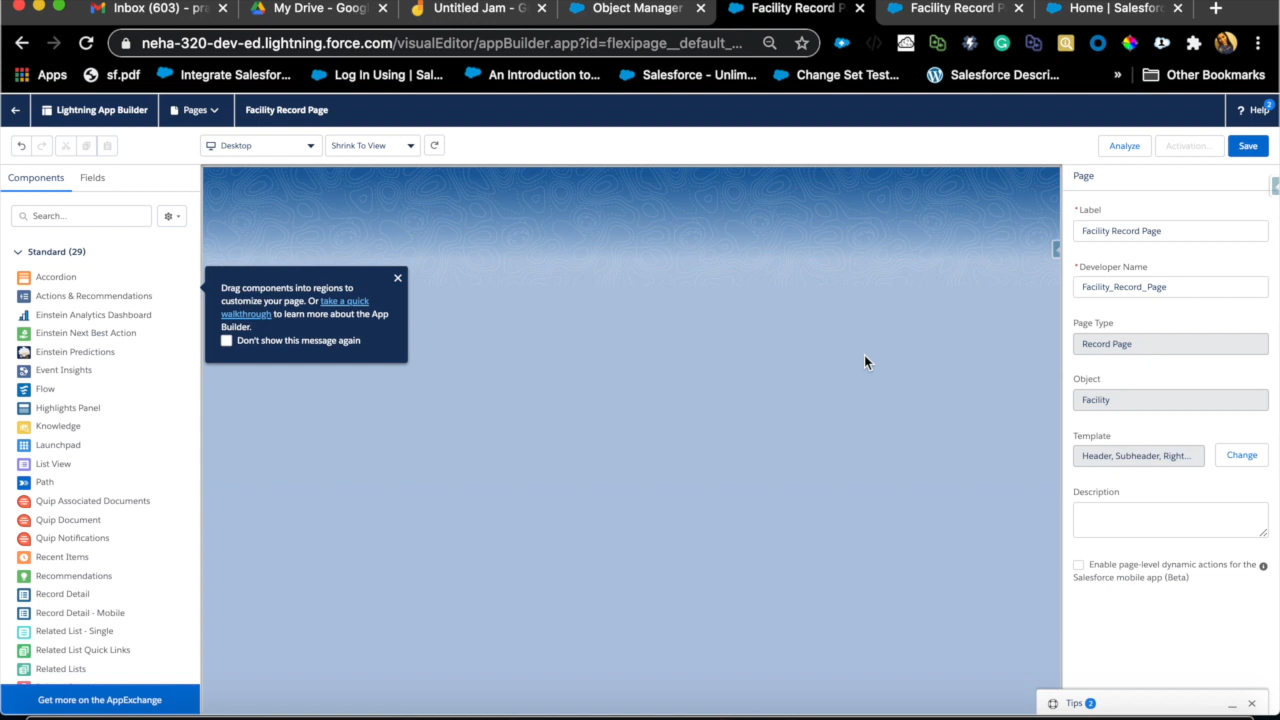 Inbox (603) - pra
My Drive - Googl
Untitled Jam - G
Object Manager
Facility Record P
Facility Record P
Home | Salesforc
neha-320-dev-ed.lightning.force.com/visualEditor/appBuilder.app?id=flexipage__default_...
Apps
sf.pdf
Integrate Salesfor...
Log In Using | Sal...
An Introduction to...
Salesforce - Unlim...
Change Set Test...
Salesforce Descri...
»
Other Bookmarks
Lightning App Builder
Pages
Facility Record Page
? Help
2
Desktop
Shrink To View
Analyze
Activation...
Save
Components
Fields
Search...
Standard (29)
Accordion
Actions & Recommendations
Einstein Analytics Dashboard
Einstein Next Best Action
Einstein Predictions
Event Insights
Flow
Highlights Panel
Knowledge
Launchpad
List View
Path
Quip Associated Documents
Quip Document
Quip Notifications
Recent Items
Recommendations
Record Detail
Record Detail - Mobile
Related List - Single
Related List Quick Links
Related Lists
Get more on the AppExchange
Drag components into regions to
customize your page. Or take a quick
walkthrough to learn more about the App
Builder.
Don't show this message again
Page
* Label
Facility Record Page
* Developer Name
Facility_Record_Page
Page Type
Record Page
Object
Facility
Template
Header, Subheader, Right...
Change
Description
Enable page-level dynamic actions for the
Salesforce mobile app (Beta)
Tips 2